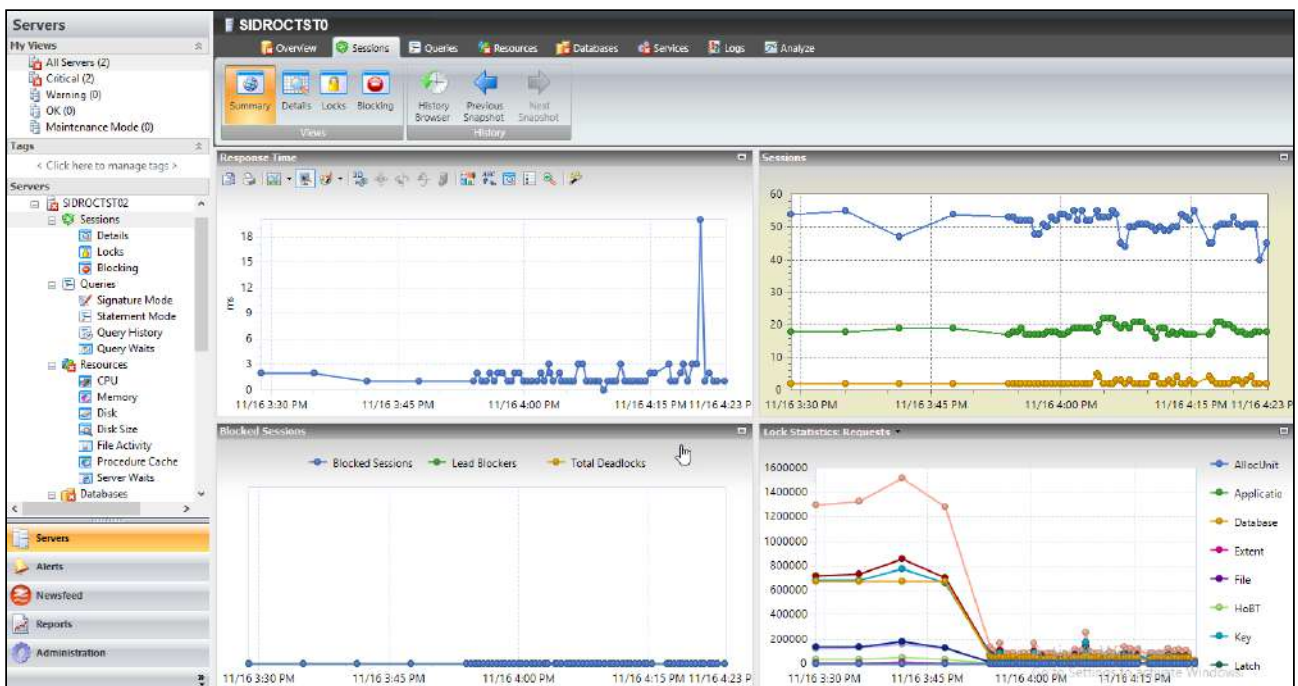 Servers
My Views
All Servers (2)
Critical (2)
Warning (0)
OK (0)
Maintenance Mode (0)
Tags
< Click here to manage tags >
Servers
SIDROCTST02
Sessions
Details
Locks
Blocking
Queries
Signature Mode
Statement Mode
Query History
Query Waits
Resources
CPU
Memory
Disk
Disk Size
File Activity
Procedure Cache
Server Waits
Databases
Servers
Alerts
Newsfeed
Reports
Administration
SIDROCTST0
Overview Sessions Queries Resources Databases Services Logs Analyze
Summary Details Locks Blocking History Browser Previous Snapshot Next Snapshot
Views History
Response Time
18
15
12
9
6
3
0
ms
11/16 3:30 PM 11/16 3:45 PM 11/16 4:00 PM 11/16 4:15 PM 11/16 4:23 P
Sessions
60
50
40
30
20
10
0
11/16 3:30 PM 11/16 3:45 PM 11/16 4:00 PM 11/16 4:15 PM 11/16 4:23 P
Blocked Sessions
Blocked Sessions Lead Blockers Total Deadlocks
11/16 3:30 PM 11/16 3:45 PM 11/16 4:00 PM 11/16 4:15 PM 11/16 4:23 P
Lock Statistics: Requests
1600000
1400000
1200000
1000000
800000
600000
400000
200000
0
11/16 3:30 PM 11/16 3:45 PM 11/16 4:00 PM 11/16 4:15 PM
AllocUnit
Applicatio
Database
Extent
File
HoBT
Key
Latch